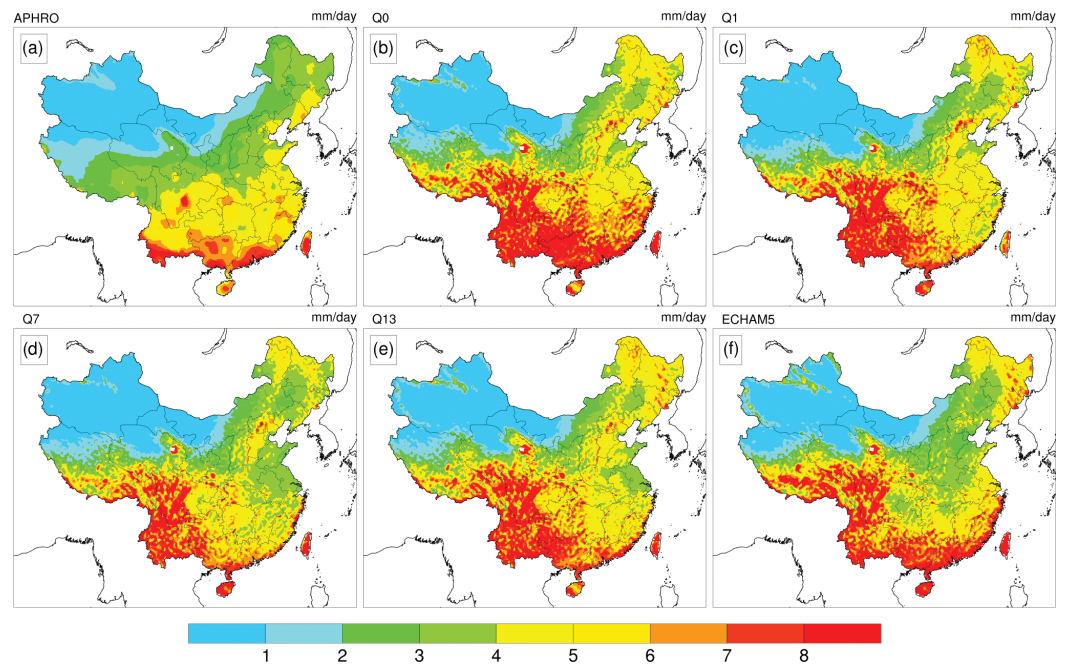 APHRO mm/day Q0 mm/day Q1 mm/day
(a) (b) (c)
Q7 mm/day Q13 mm/day ECHAM5 mm/day
(d) (e) (f)
1 2 3 4 5 6 7 8